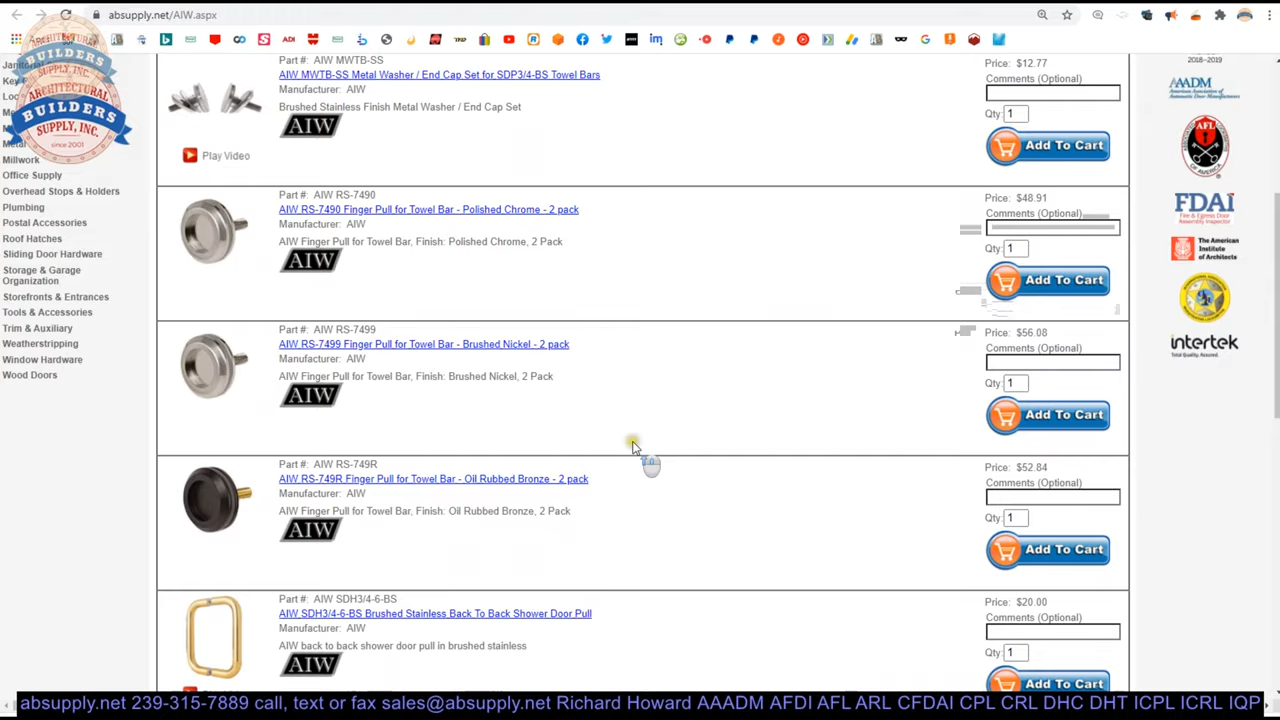 absupply.net/AIW.aspx
ARCHITECTURAL
BUILDERS
SUPPLY, INC.
ARCHITECTURAL
BUILDERS
SUPPLY, INC.
since 2001
Millwork
Office Supply
Overhead Stops & Holders
Plumbing
Postal Accessories
Roof Hatches
Sliding Door Hardware
Storage & Garage
Organization
Storefronts & Entrances
Tools & Accessories
Trim & Auxiliary
Weatherstripping
Window Hardware
Wood Doors
Part #: AIW MWTB-SS
AIW MWTB-SS Metal Washer / End Cap Set for SDP3/4-BS Towel Bars
Manufacturer: AIW
Brushed Stainless Finish Metal Washer / End Cap Set
AIW
Play Video
Price: $12.77
Comments (Optional)
Qty: 1
Add To Cart
Part #: AIW RS-7490
AIW RS-7490 Finger Pull for Towel Bar - Polished Chrome - 2 pack
Manufacturer: AIW
AIW Finger Pull for Towel Bar, Finish: Polished Chrome, 2 Pack
AIW
Price: $48.91
Comments (Optional)
Qty: 1
Add To Cart
Part #: AIW RS-7499
AIW RS-7499 Finger Pull for Towel Bar - Brushed Nickel - 2 pack
Manufacturer: AIW
AIW Finger Pull for Towel Bar, Finish: Brushed Nickel, 2 Pack
AIW
Price: $56.08
Comments (Optional)
Qty: 1
Add To Cart
Part #: AIW RS-749R
AIW RS-749R Finger Pull for Towel Bar - Oil Rubbed Bronze - 2 pack
Manufacturer: AIW
AIW Finger Pull for Towel Bar, Finish: Oil Rubbed Bronze, 2 Pack
AIW
Price: $52.84
Comments (Optional)
Qty: 1
Add To Cart
Part #: AIW SDH3/4-6-BS
AIW SDH3/4-6-BS Brushed Stainless Back To Back Shower Door Pull
Manufacturer: AIW
AIW back to back shower door pull in brushed stainless
AIW
Price: $20.00
Comments (Optional)
Qty: 1
Add To Cart
2018–2019
AADM
American Association of
Automatic Door Manufacturers
AFL
FDAI
Fire & Egress Door
Assembly Inspector
The American
Institute
of Architects
intertek
Total Quality. Assured.
absupply.net 239-315-7889 call, text or fax sales@absupply.net Richard Howard AAADM AFDI AFL ARL CFDAI CPL CRL DHC DHT ICPL ICRL IQP